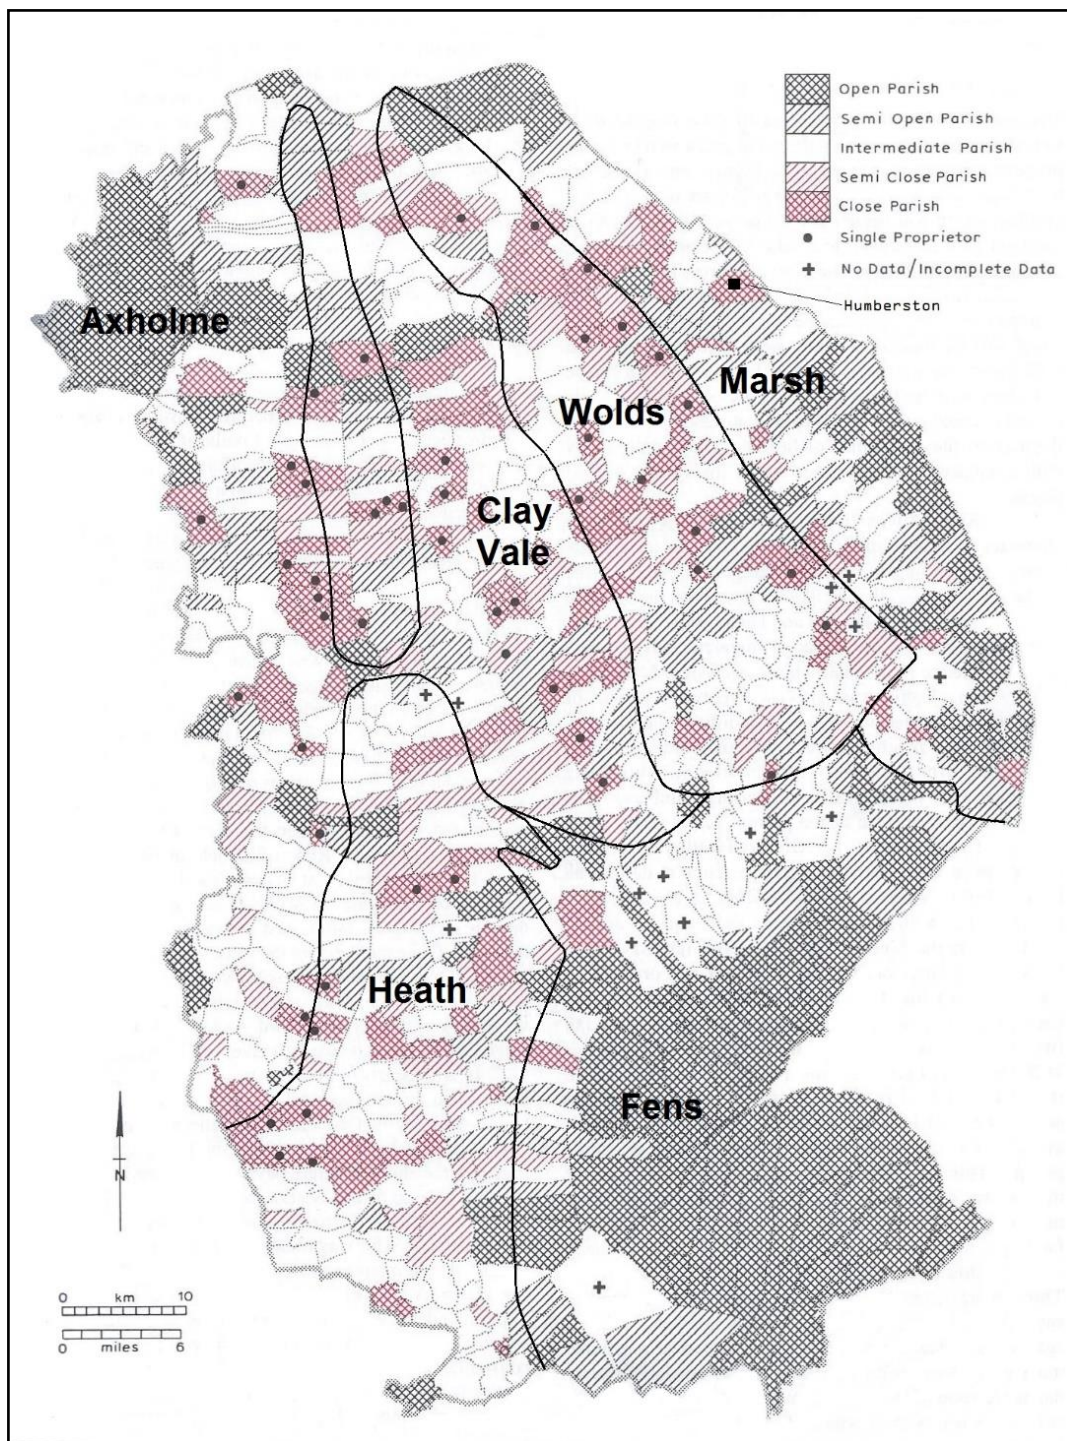 Open Parish
Semi Open Parish
Intermediate Parish
Semi Close Parish
Close Parish
Single Proprietor
No Data/Incomplete Data
Humberston
Axholme
Marsh
Wolds
Clay
Vale
Heath
Fens
N
0 km 10
0 miles 6